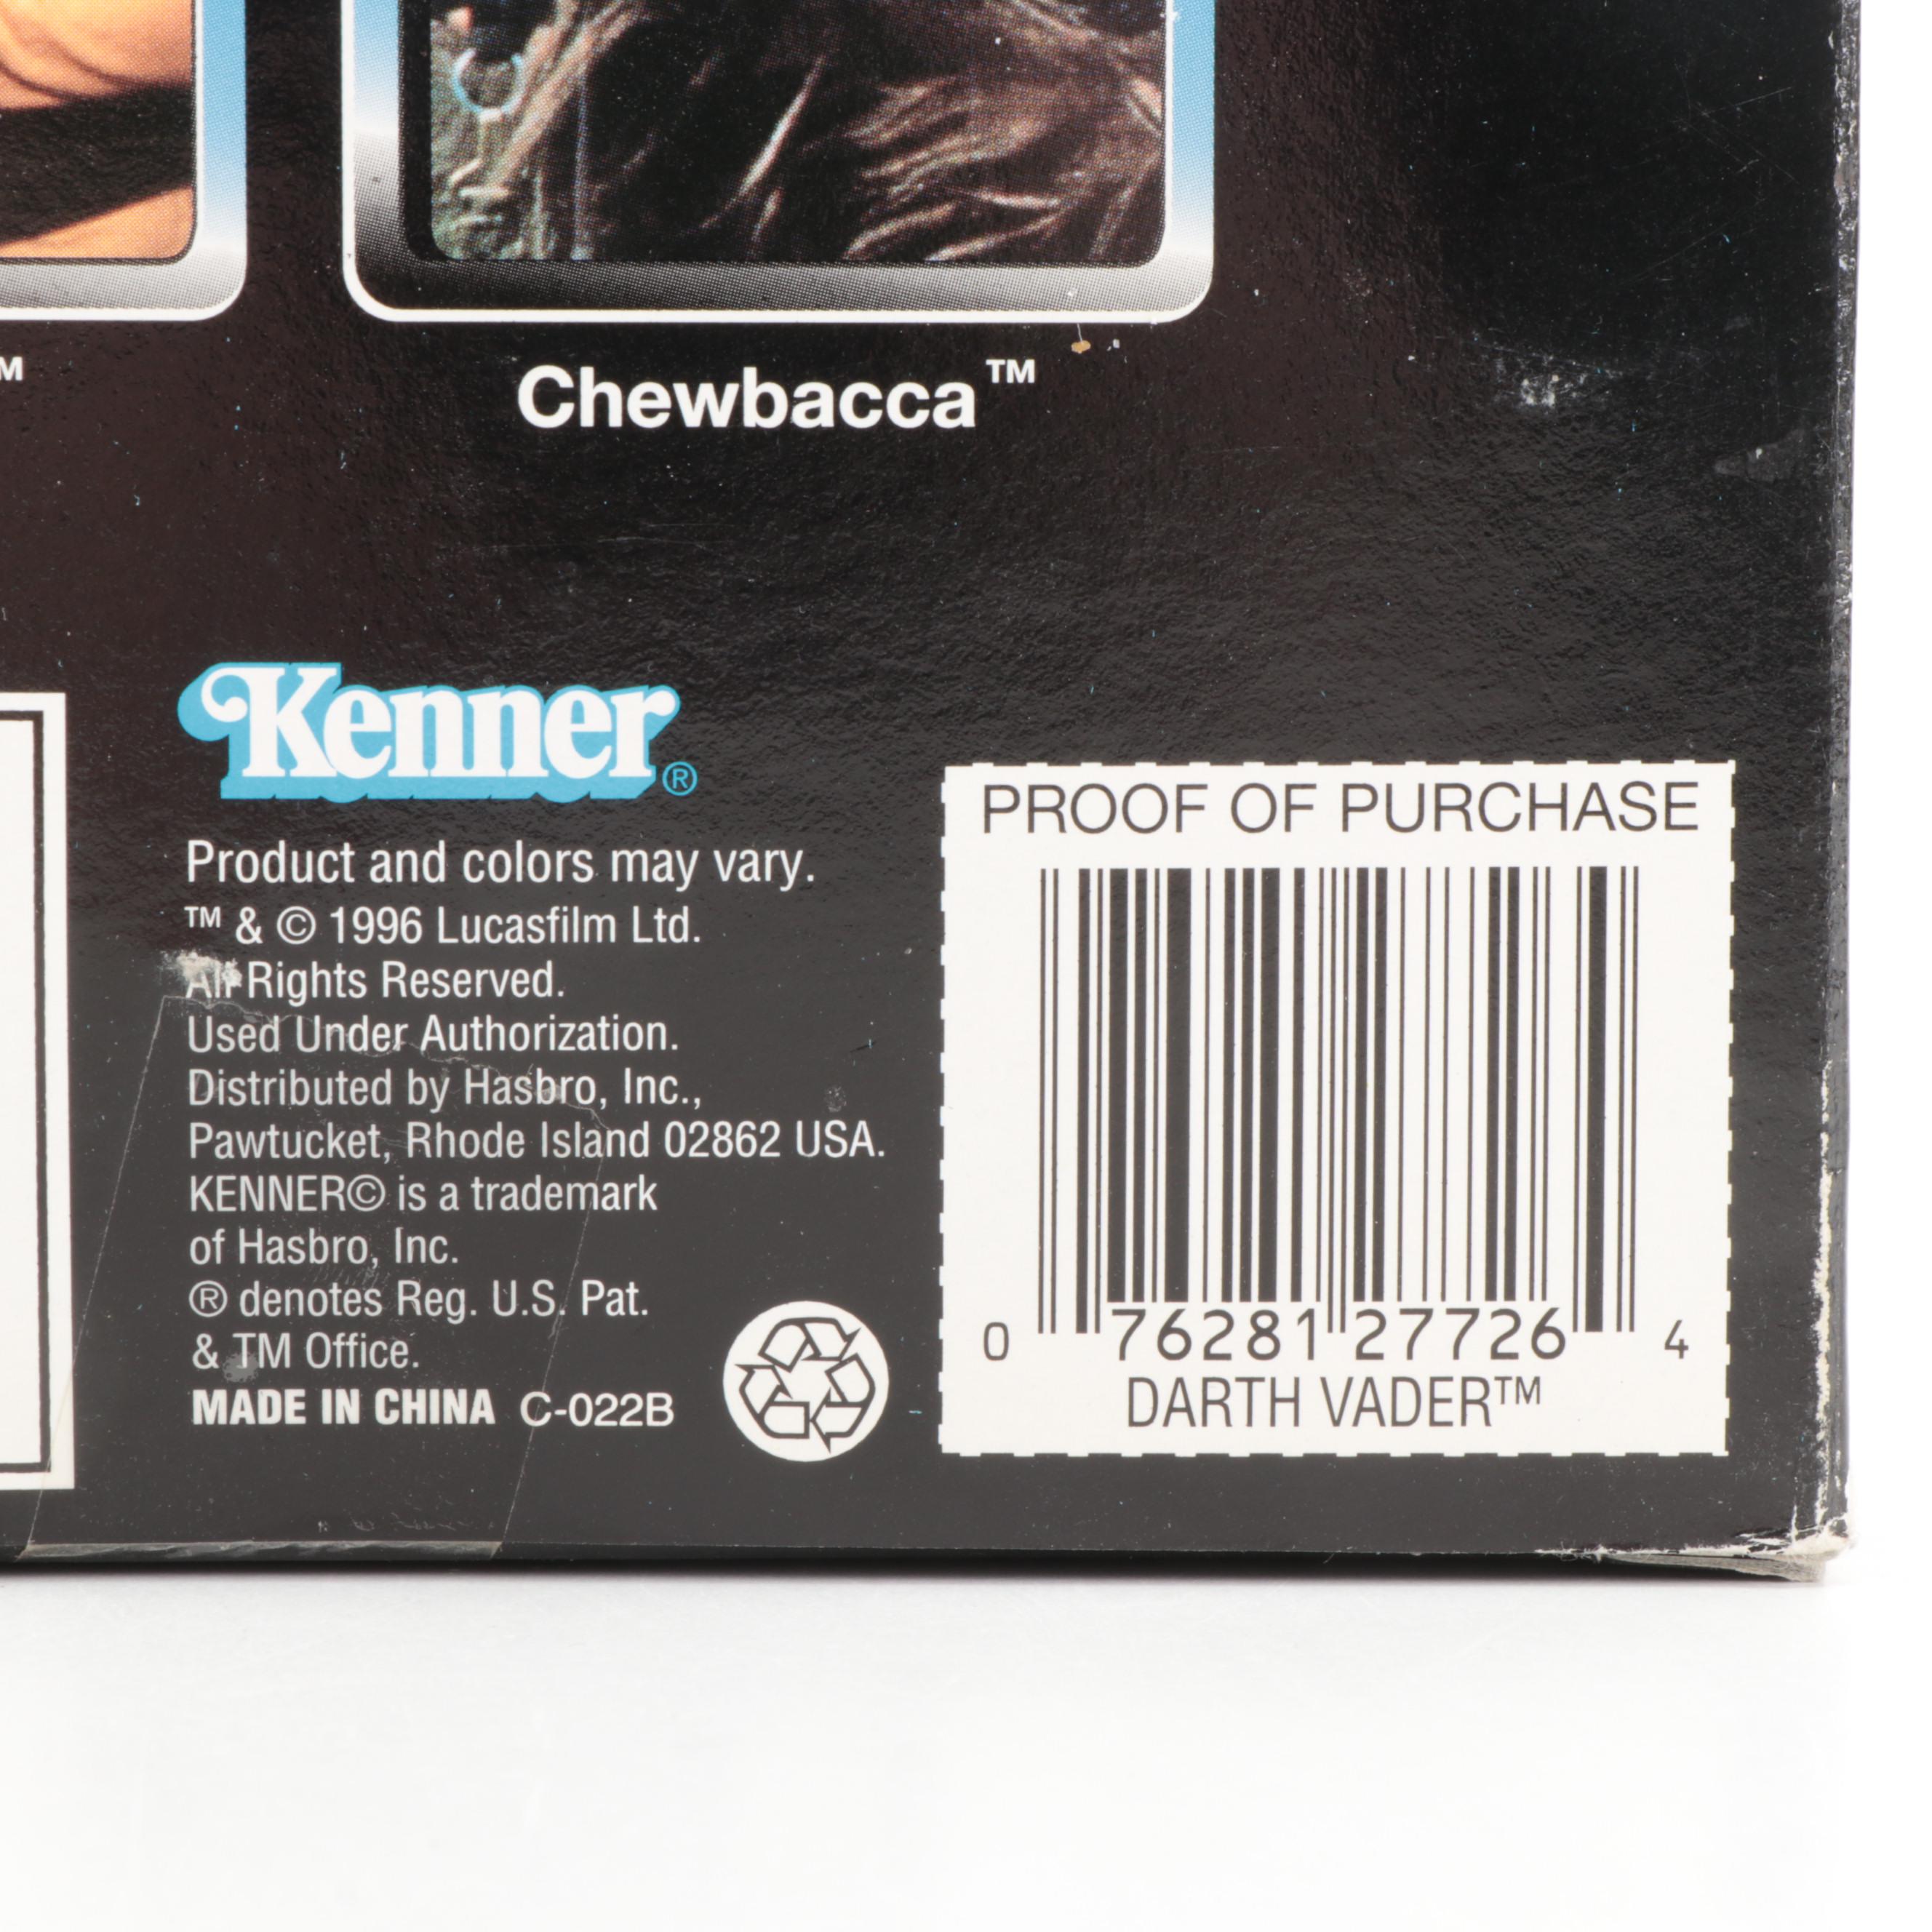 TM
Chewbacca™
Kenner®
Product and colors may vary.
™ & © 1996 Lucasfilm Ltd.
All Rights Reserved.
Used Under Authorization.
Distributed by Hasbro, Inc.,
Pawtucket, Rhode Island 02862 USA.
KENNER© is a trademark
of Hasbro, Inc.
® denotes Reg. U.S. Pat.
& TM Office.
MADE IN CHINA C-022B
PROOF OF PURCHASE
0 76281 27726 4
DARTH VADER™